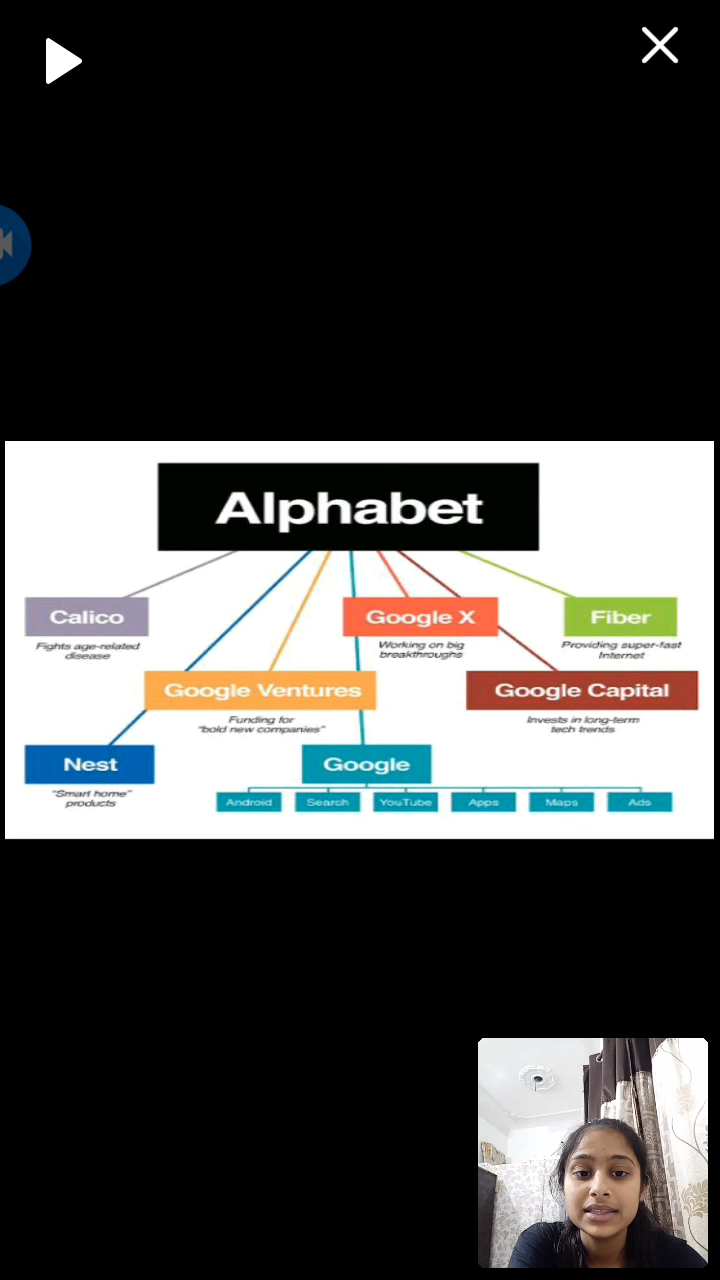 Alphabet
Calico
Fights age-related
disease
Google X
Working on big
breakthroughs
Fiber
Providing super-fast
Internet
Google Ventures
Funding for
"bold new companies"
Google Capital
Invests in long-term
tech trends
Nest
"Smart home"
products
Google
Android
Search
YouTube
Apps
Maps
Ads